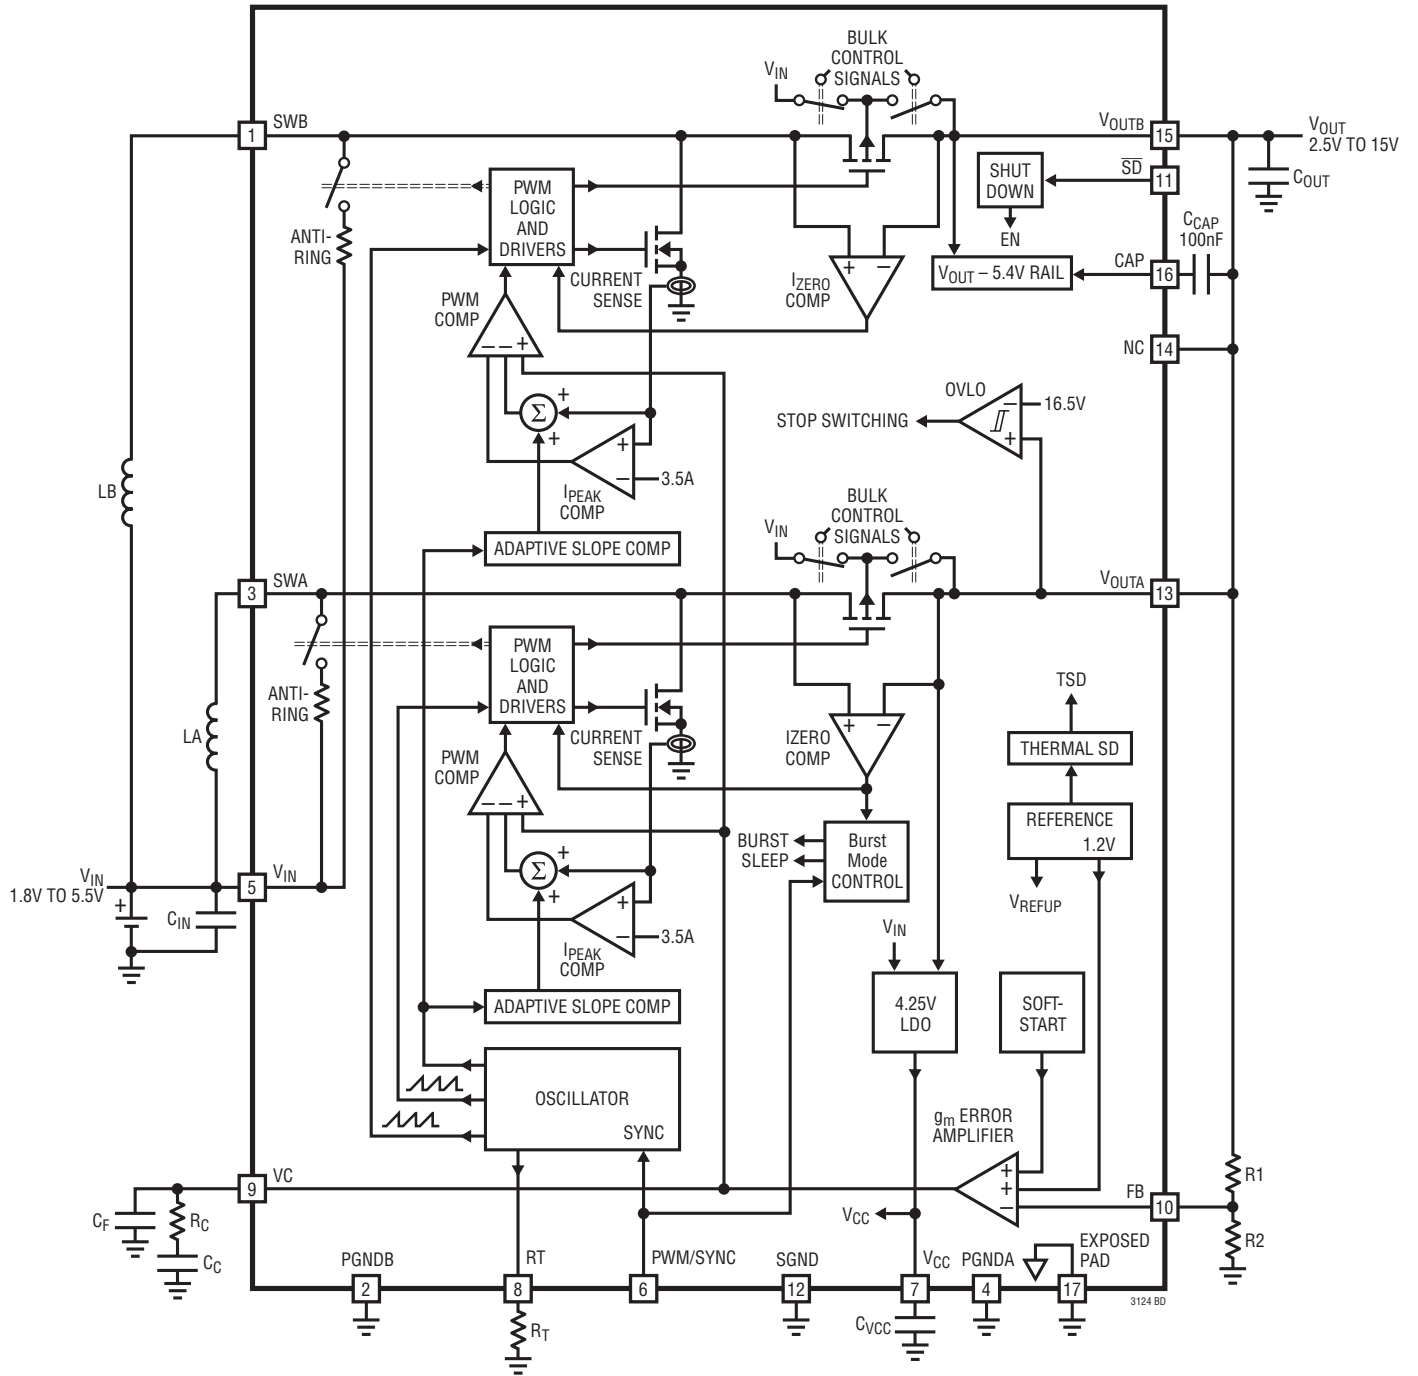 BULK
CONTROL
SIGNALS
VIN
1
SWB
VOUTB
15
VOUT
2.5V TO 15V
SD
11
COUT
SHUT
DOWN
EN
PWM
LOGIC
AND
DRIVERS
ANTI-
RING
CCAP
100nF
CAP
16
VOUT – 5.4V RAIL
CURRENT
SENSE
IZERO
COMP
+
–
PWM
COMP
– – +
NC
14
OVLO
–
16.5V
+
STOP SWITCHING
Σ
+
+
+
–
3.5A
IPEAK
COMP
LB
BULK
CONTROL
SIGNALS
VIN
ADAPTIVE SLOPE COMP
3
SWA
VOUTA
13
PWM
LOGIC
AND
DRIVERS
ANTI-
RING
TSD
LA
CURRENT
SENSE
IZERO
COMP
+
–
THERMAL SD
PWM
COMP
– – +
REFERENCE
1.2V
BURST
SLEEP
Burst
Mode
CONTROL
Σ
+
+
VIN
1.8V TO 5.5V
5
VIN
VREFUP
+
CIN
+
–
3.5A
IPEAK
COMP
VIN
4.25V
LDO
SOFT-
START
ADAPTIVE SLOPE COMP
OSCILLATOR
SYNC
gm ERROR
AMPLIFIER
+
+
–
9
VC
FB
10
R1
R2
CF
RC
CC
VCC
EXPOSED
PAD
PGNDB
2
RT
8
PWM/SYNC
6
SGND
12
VCC
7
PGNDA
4
17
3124 BD
RT
CVCC